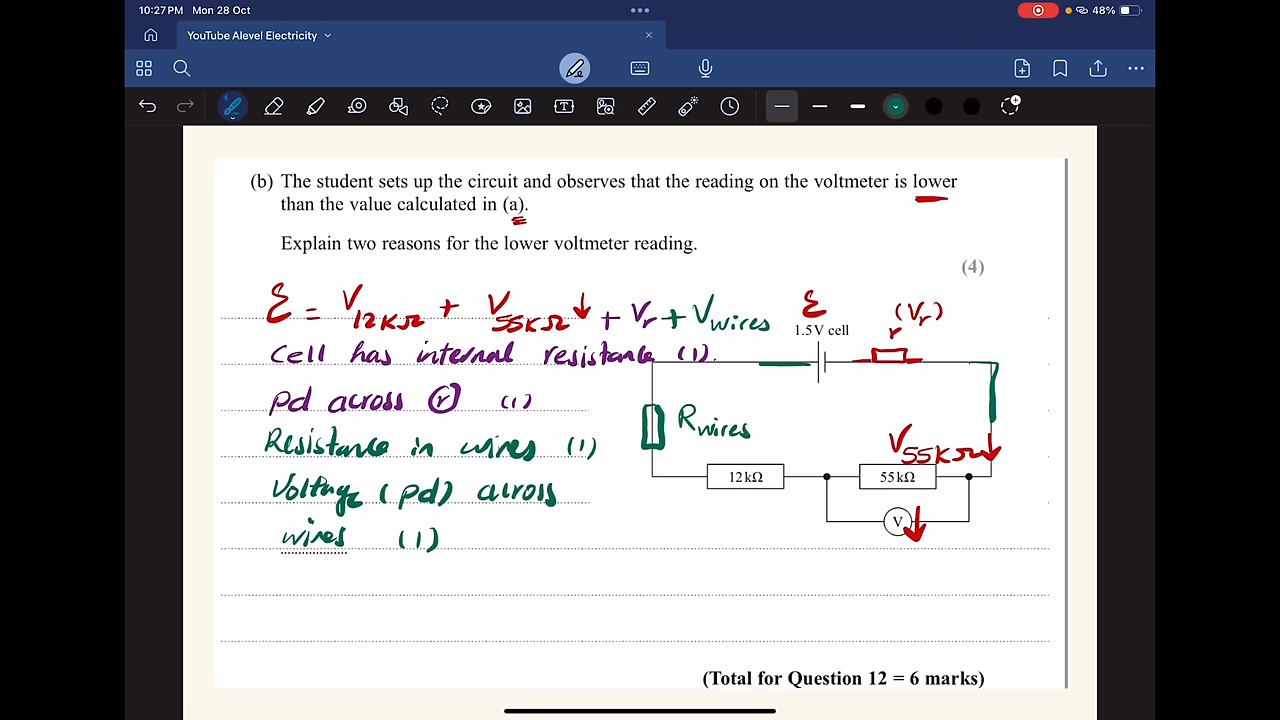 10:27 PM Mon 28 Oct
48%
YouTube Alevel Electricity
(b) The student sets up the circuit and observes that the reading on the voltmeter is lower
than the value calculated in (a).
Explain two reasons for the lower voltmeter reading.
(4)
Ɛ = V12KΩ + V55KΩ ↓ + Vr + Vwires
Ɛ
r (Vr)
1.5V cell
Cell has internal resistance (1).
pd across r (1)
Rwires
Resistance in wires (1)
V55KΩ ↓
12kΩ
55kΩ
Voltage (pd) across
V ↓
wires (1)
(Total for Question 12 = 6 marks)